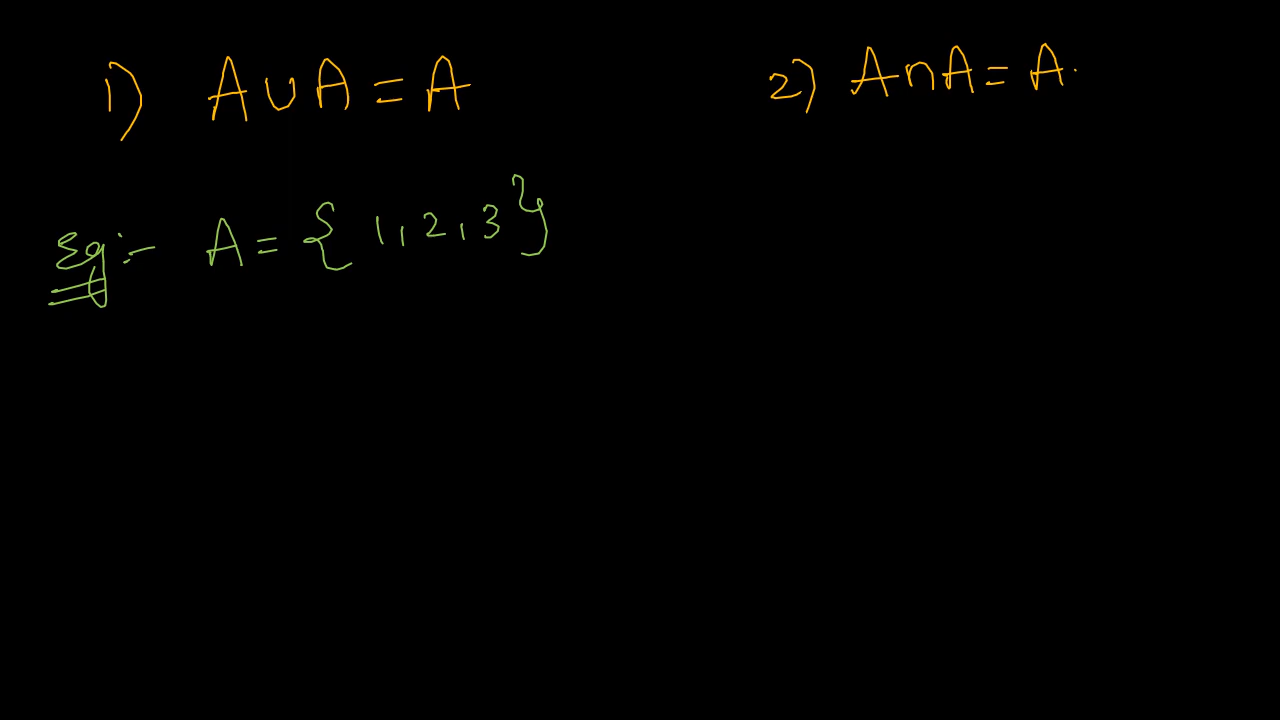 1) A∪A = A
2) A∩A = A.
Eg:- A = {1,2,3}